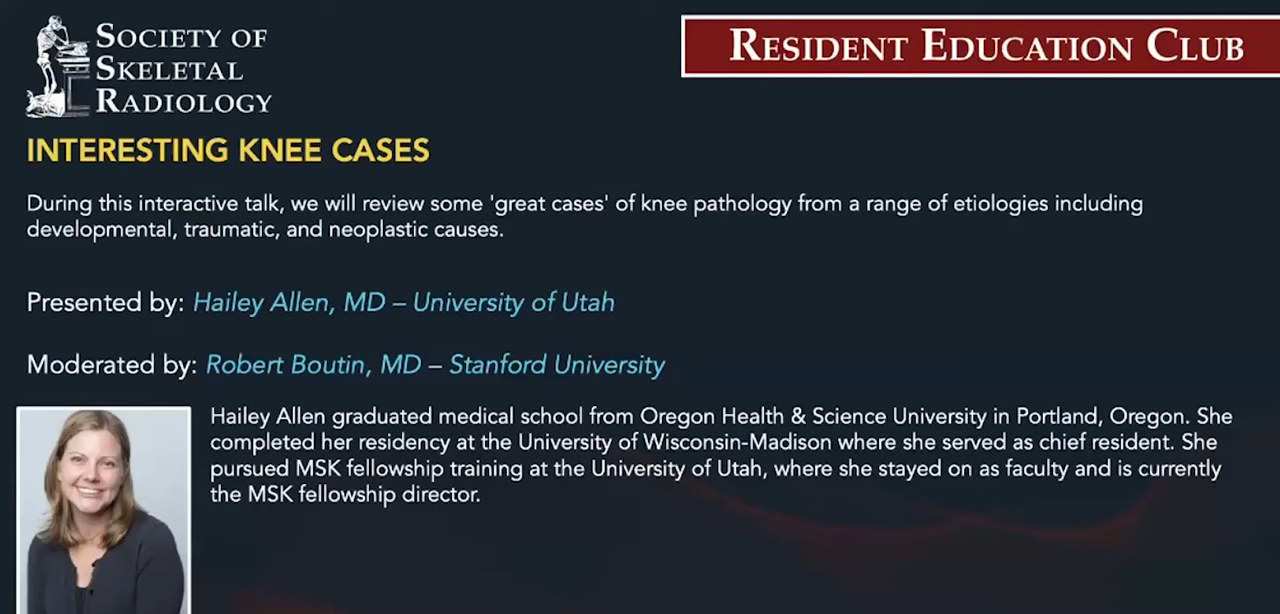 SOCIETY OF
SKELETAL
RADIOLOGY
RESIDENT EDUCATION CLUB
INTERESTING KNEE CASES
During this interactive talk, we will review some 'great cases' of knee pathology from a range of etiologies including
developmental, traumatic, and neoplastic causes.
Presented by: Hailey Allen, MD – University of Utah
Moderated by: Robert Boutin, MD – Stanford University
Hailey Allen graduated medical school from Oregon Health & Science University in Portland, Oregon. She
completed her residency at the University of Wisconsin-Madison where she served as chief resident. She
pursued MSK fellowship training at the University of Utah, where she stayed on as faculty and is currently
the MSK fellowship director.